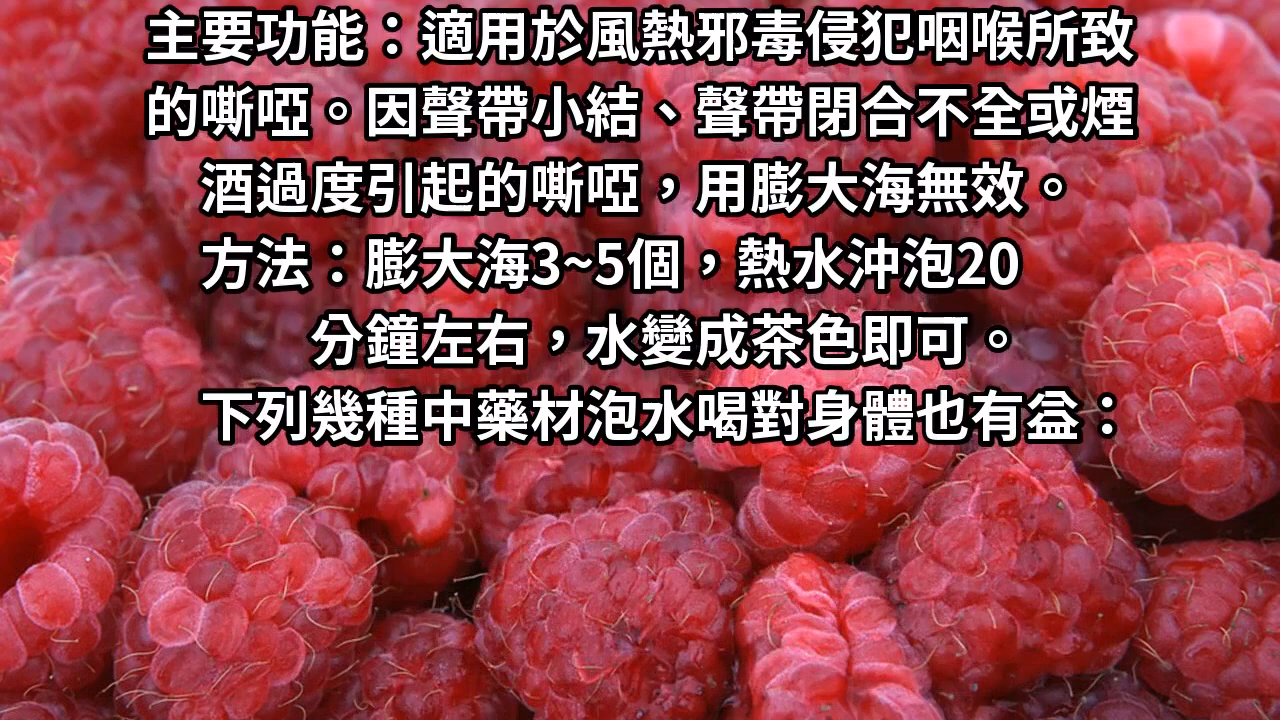 主要功能：適用於風熱邪毒侵犯咽喉所致
的嘶啞。因聲帶小結、聲帶閉合不全或煙
酒過度引起的嘶啞，用膨大海無效。
方法：膨大海3~5個，熱水沖泡20
分鐘左右，水變成茶色即可。
下列幾種中藥材泡水喝對身體也有益：